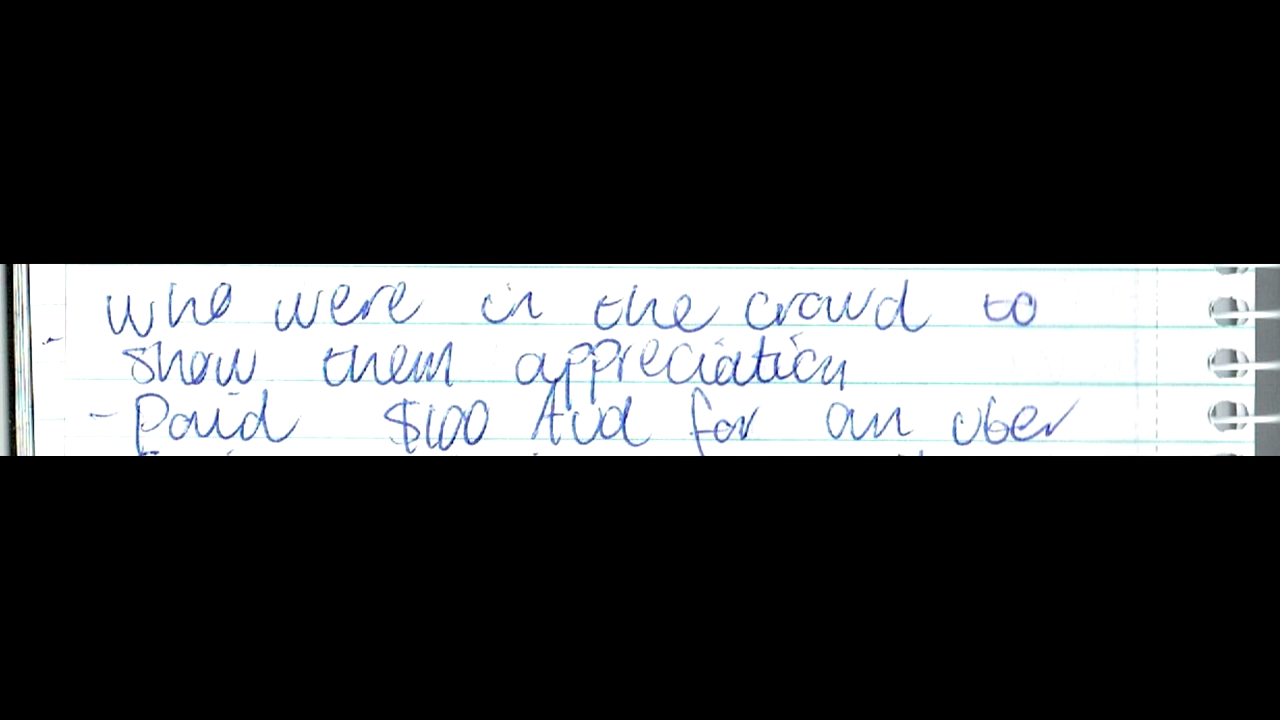 who were in the crowd to
show them appreciation
- Paid $100 Aud for an uber